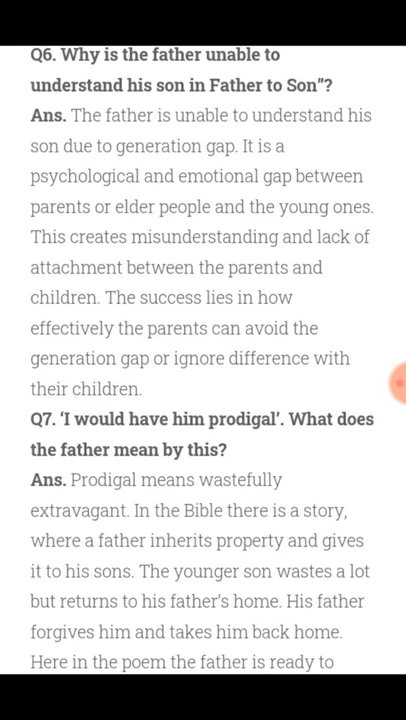 Q6. Why is the father unable to
understand his son in Father to Son”?
Ans. The father is unable to understand his
son due to generation gap. It is a
psychological and emotional gap between
parents or elder people and the young ones.
This creates misunderstanding and lack of
attachment between the parents and
children. The success lies in how
effectively the parents can avoid the
generation gap or ignore difference with
their children.
Q7. ‘I would have him prodigal’. What does
the father mean by this?
Ans. Prodigal means wastefully
extravagant. In the Bible there is a story,
where a father inherits property and gives
it to his sons. The younger son wastes a lot
but returns to his father’s home. His father
forgives him and takes him back home.
Here in the poem the father is ready to